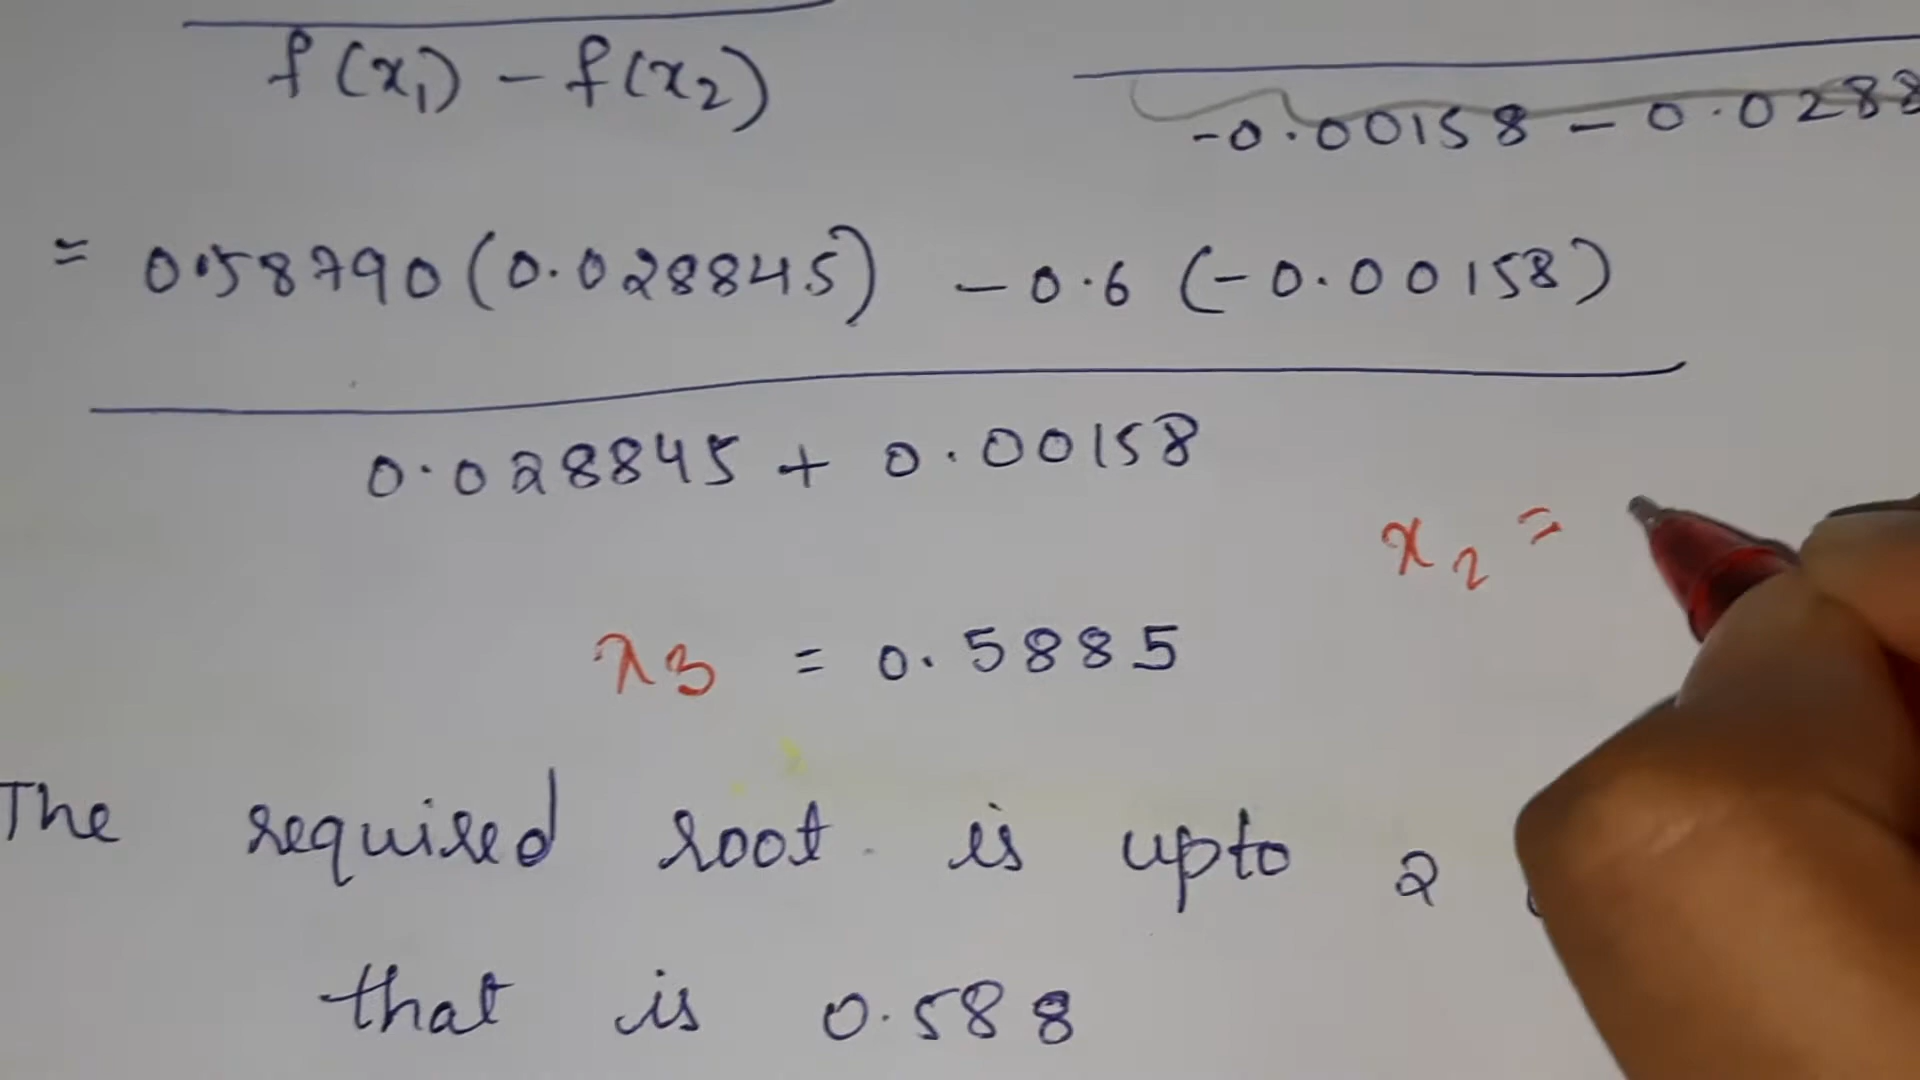 f(x₁) - f(x₂)
-0.00158 - 0.0288
= 0.58790(0.028845) - 0.6 (-0.00158)
0.028845 + 0.00158
x₂ =
x₃ = 0.5885
The required root is upto 2
that is 0.588